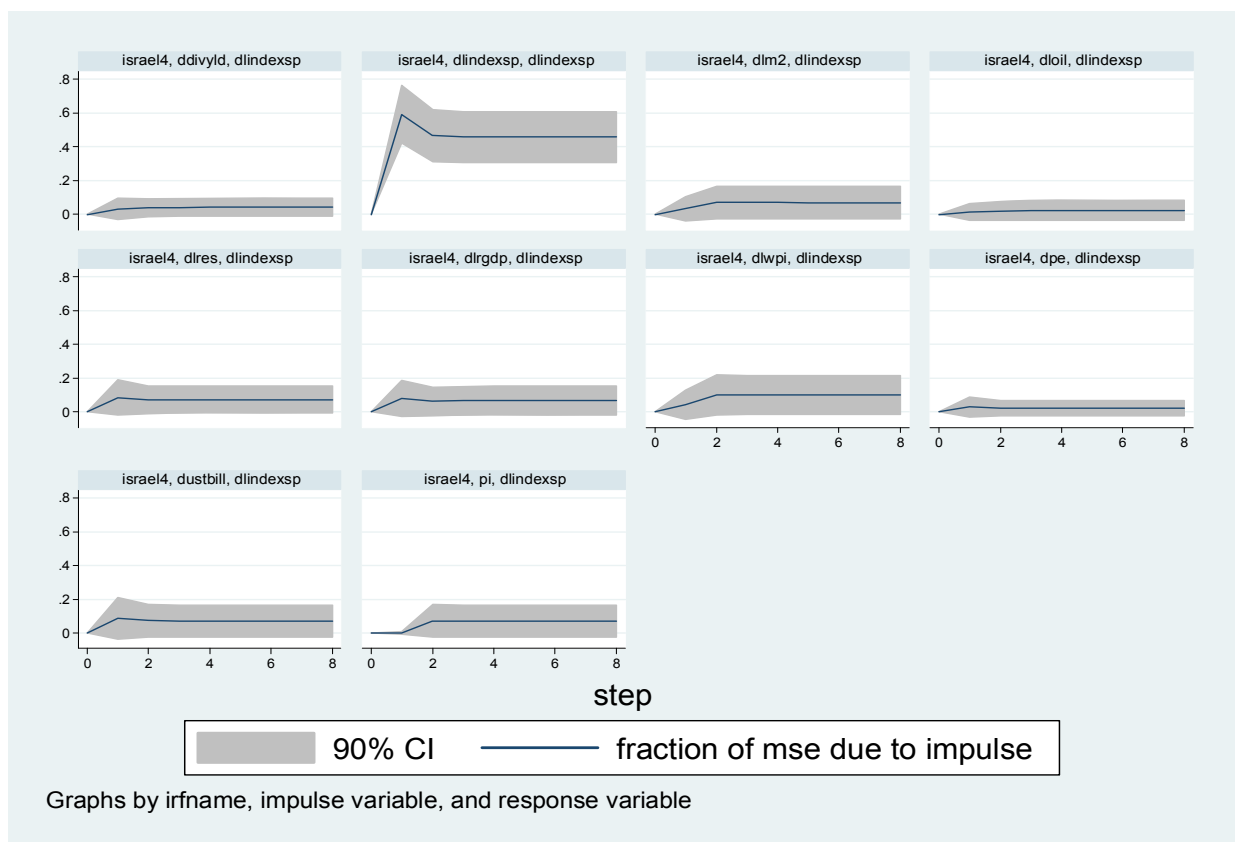 israel4, ddivyld, dlindexsp
israel4, dlindexsp, dlindexsp
israel4, dlm2, dlindexsp
israel4, dloil, dlindexsp
.8
.6
.4
.2
0
israel4, dlres, dlindexsp
israel4, dlrgdp, dlindexsp
israel4, dlwpi, dlindexsp
israel4, dpe, dlindexsp
.8
.6
.4
.2
0
0 2 4 6 8
0 2 4 6 8
israel4, dustbill, dlindexsp
israel4, pi, dlindexsp
.8
.6
.4
.2
0
0 2 4 6 8
0 2 4 6 8
step
90% CI
fraction of mse due to impulse
Graphs by irfname, impulse variable, and response variable